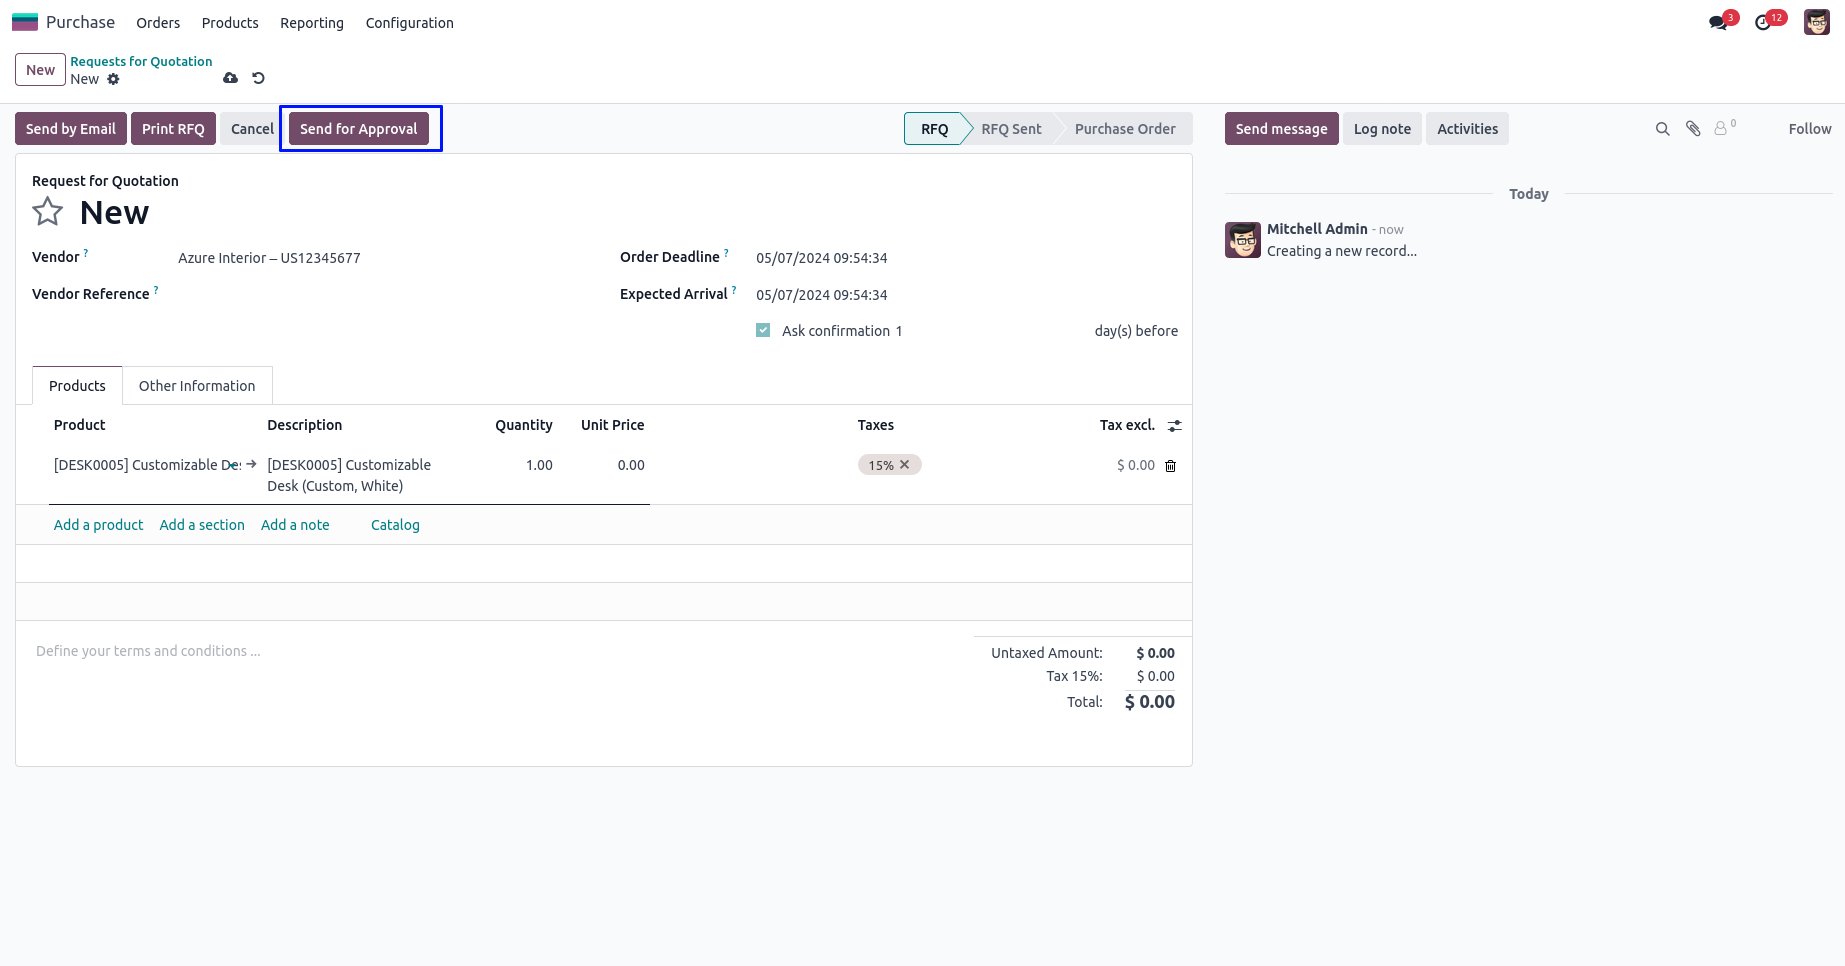 Purchase Orders Products Reporting Configuration 3 12
New Requests for Quotation
New
Send by Email Print RFQ Cancel Send for Approval RFQ RFQ Sent Purchase Order Send message Log note Activities 0 Follow
Request for Quotation
New
Today
Mitchell Admin - now
Creating a new record...
Vendor ? Azure Interior – US12345677 Order Deadline ? 05/07/2024 09:54:34
Vendor Reference ? Expected Arrival ? 05/07/2024 09:54:34
Ask confirmation 1 day(s) before
Products Other Information
Product Description Quantity Unit Price Taxes Tax excl.
[DESK0005] Customizable Des [DESK0005] Customizable 1.00 0.00 15% $ 0.00
Desk (Custom, White)
Add a product Add a section Add a note Catalog
Define your terms and conditions ...
Untaxed Amount: $ 0.00
Tax 15%: $ 0.00
Total: $ 0.00